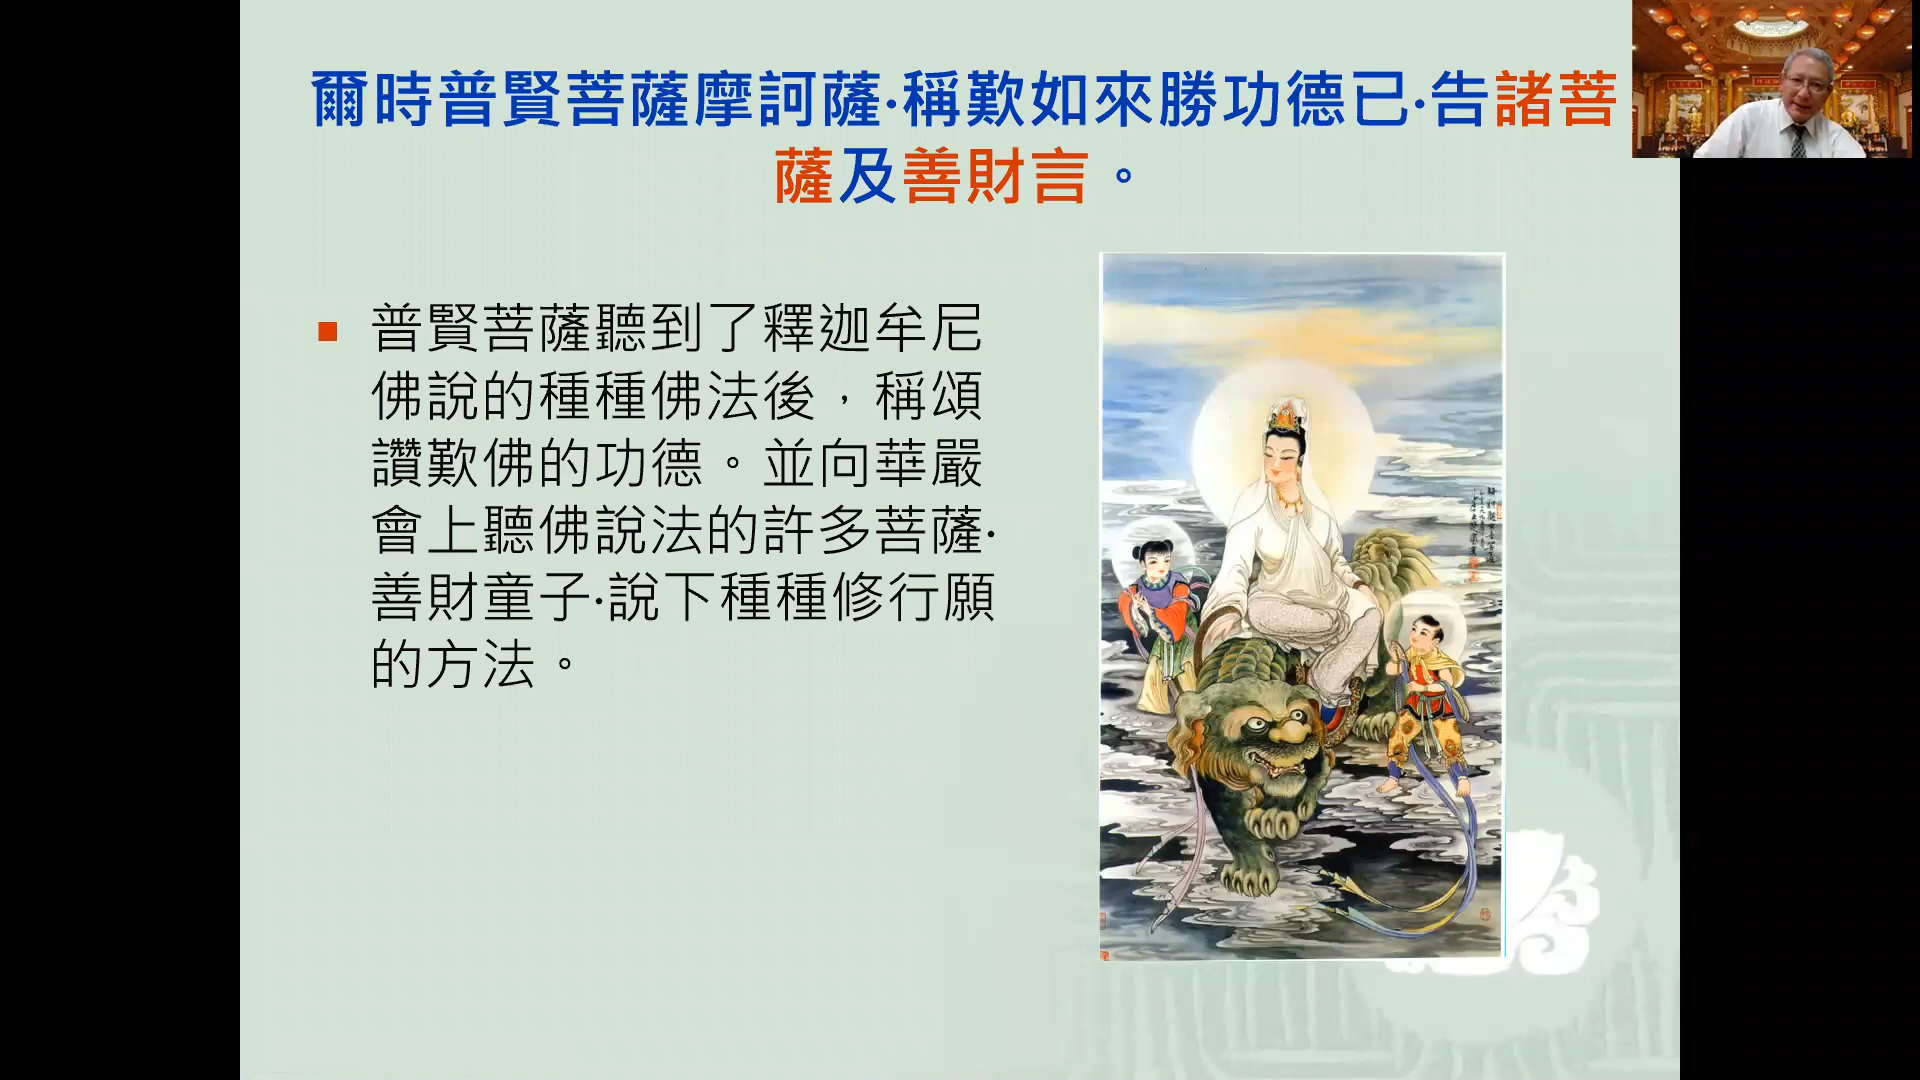 爾時普賢菩薩摩訶薩·稱歎如來勝功德已·告諸菩
薩及善財言。
普賢菩薩聽到了釋迦牟尼
佛說的種種佛法後，稱頌
讚歎佛的功德。並向華嚴
會上聽佛說法的許多菩薩·
善財童子·說下種種修行願
的方法。